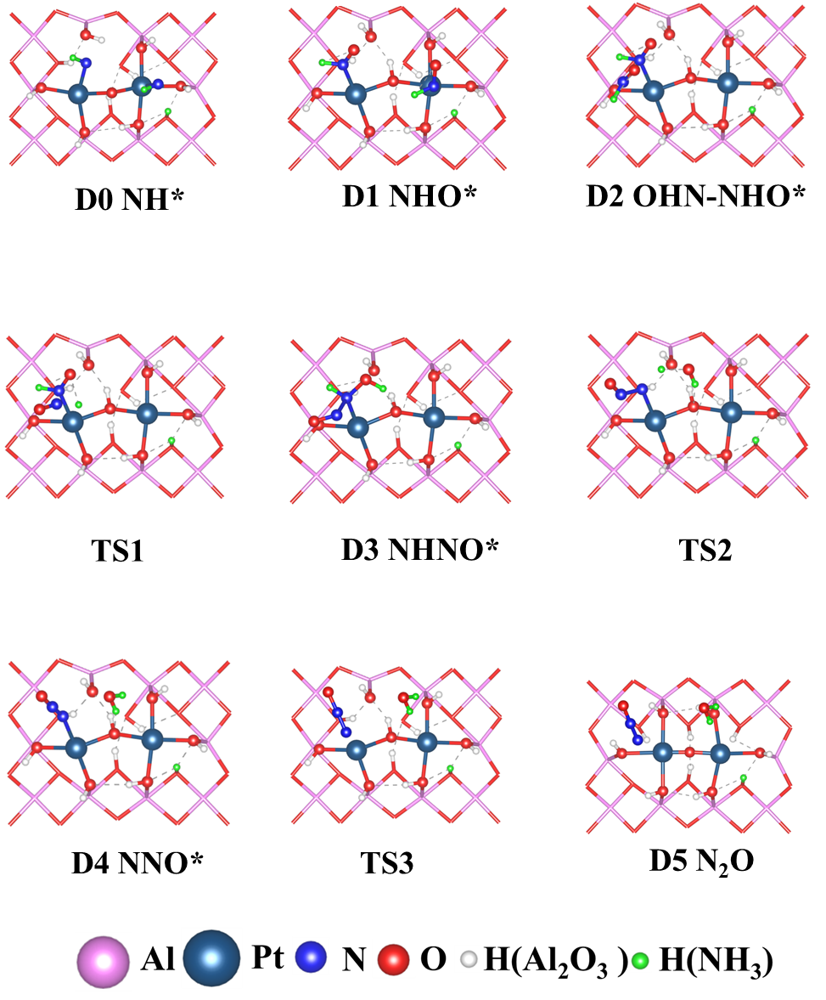 D0 NH* D1 NHO* D2 OHN-NHO*
TS1 D3 NHNO* TS2
D4 NNO* TS3 D5 N₂O
Al Pt N O H(Al₂O₃ ) H(NH₃)